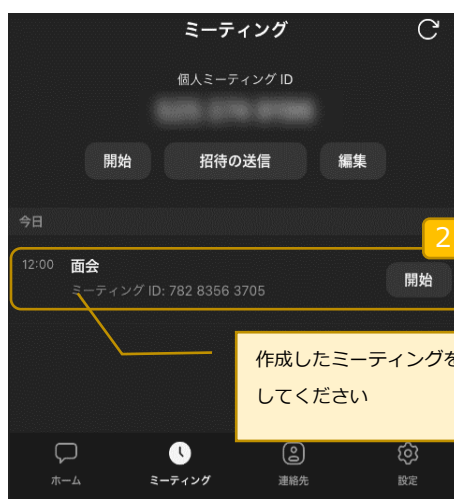 ミーティング
個人ミーティング ID
開始
招待の送信
編集
今日
2
12:00 面会
ミーティング ID: 782 8356 3705
開始
作成したミーティングを
してください
ホーム
ミーティング
連絡先
設定